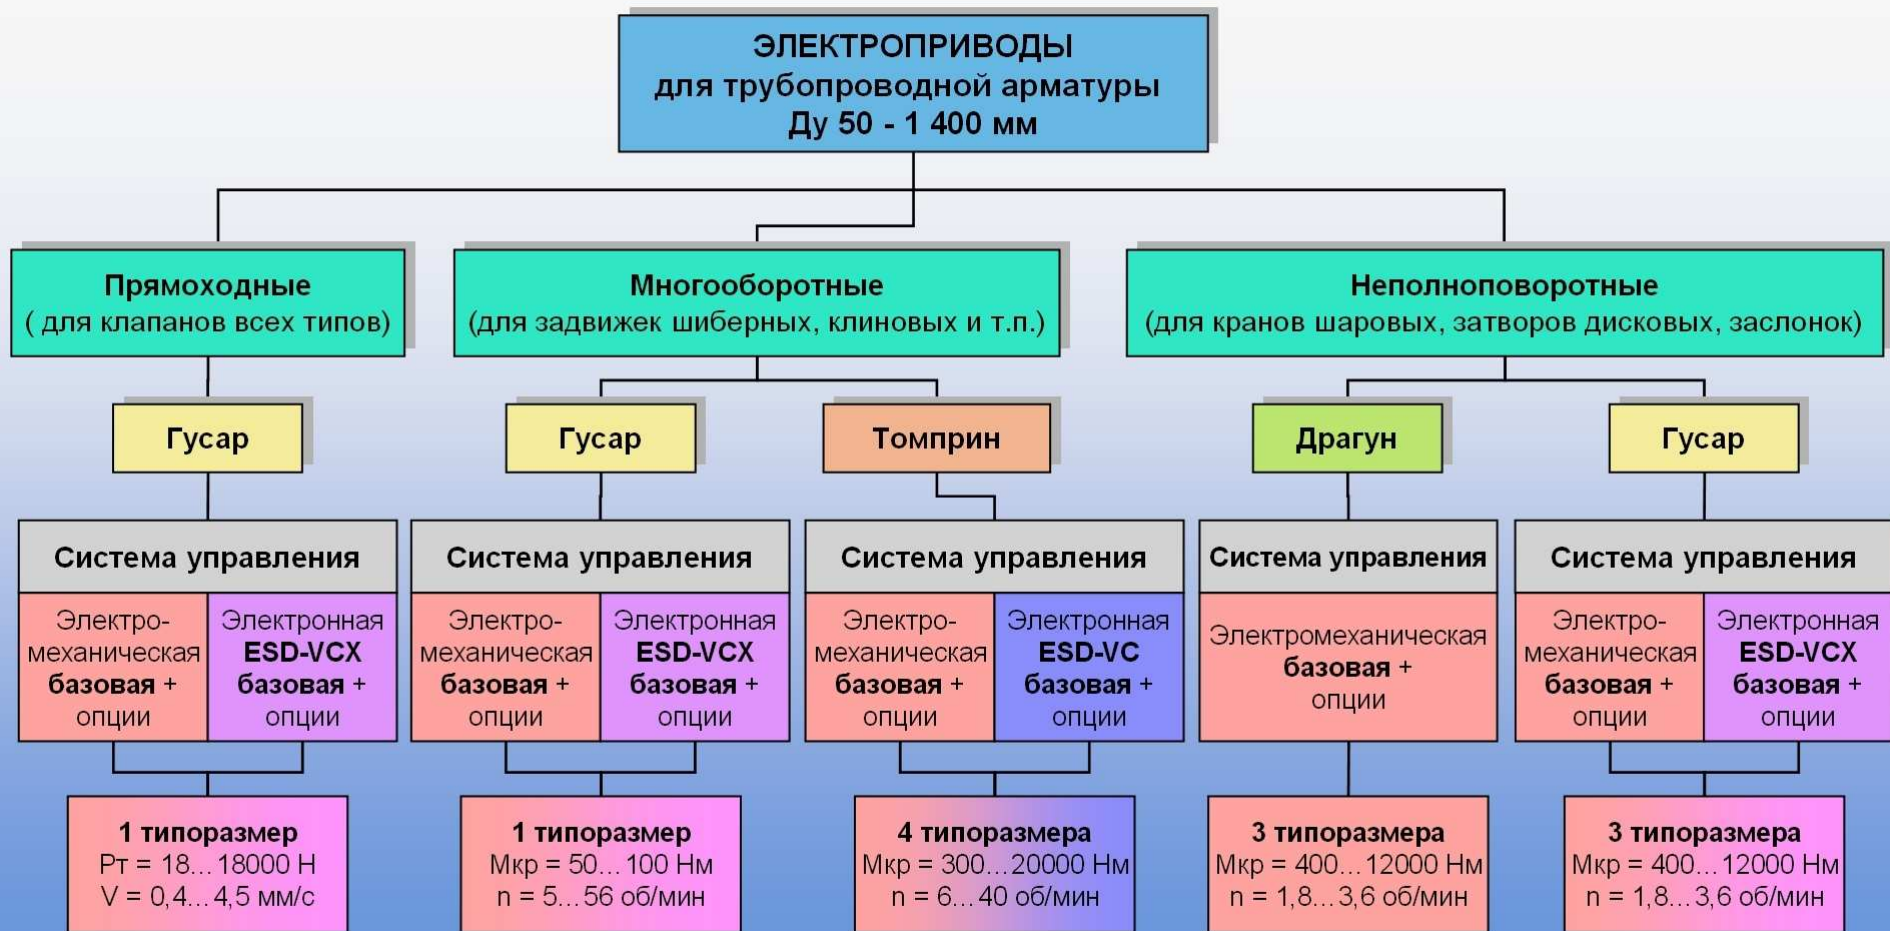 ЭЛЕКТРОПРИВОДЫ
для трубопроводной арматуры
Ду 50 - 1 400 мм
Прямоходные
( для клапанов всех типов)
Многооборотные
(для задвижек шиберных, клиновых и т.п.)
Неполноповоротные
(для кранов шаровых, затворов дисковых, заслонок)
Гусар
Гусар
Томприн
Драгун
Гусар
Система управления
Электро-
механическая
базовая +
опции
Электронная
ESD-VCX
базовая +
опции
Система управления
Электро-
механическая
базовая +
опции
Электронная
ESD-VCX
базовая +
опции
Система управления
Электро-
механическая
базовая +
опции
Электронная
ESD-VC
базовая +
опции
Система управления
Электромеханическая
базовая +
опции
Система управления
Электро-
механическая
базовая +
опции
Электронная
ESD-VCX
базовая +
опции
1 типоразмер
Рт = 18...18000 Н
V = 0,4...4,5 мм/с
1 типоразмер
Мкр = 50...100 Нм
n = 5...56 об/мин
4 типоразмера
Мкр = 300...20000 Нм
n = 6...40 об/мин
3 типоразмера
Мкр = 400...12000 Нм
n = 1,8...3,6 об/мин
3 типоразмера
Мкр = 400...12000 Нм
n = 1,8...3,6 об/мин